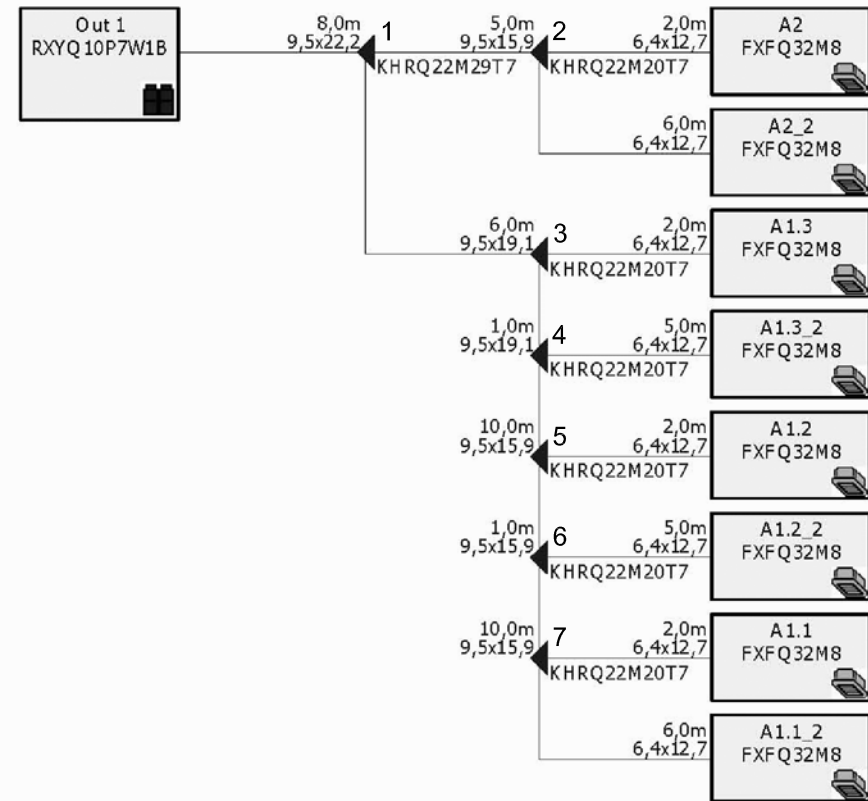 Out 1
RXYQ10P7W1B
8,0m
9,5x22,2
1
KHRQ22M29T7
5,0m
9,5x15,9
2
KHRQ22M20T7
2,0m
6,4x12,7
A2
FXFQ32M8
6,0m
6,4x12,7
A2_2
FXFQ32M8
6,0m
9,5x19,1
3
KHRQ22M20T7
2,0m
6,4x12,7
A1.3
FXFQ32M8
1,0m
9,5x19,1
4
KHRQ22M20T7
5,0m
6,4x12,7
A1.3_2
FXFQ32M8
10,0m
9,5x15,9
5
KHRQ22M20T7
2,0m
6,4x12,7
A1.2
FXFQ32M8
1,0m
9,5x15,9
6
KHRQ22M20T7
5,0m
6,4x12,7
A1.2_2
FXFQ32M8
10,0m
9,5x15,9
7
KHRQ22M20T7
2,0m
6,4x12,7
A1.1
FXFQ32M8
6,0m
6,4x12,7
A1.1_2
FXFQ32M8